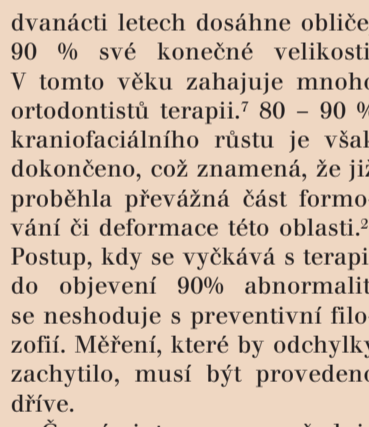 dvanácti letech dosáhne obliče
90 % své konečné velikosti
V tomto věku zahajuje mnoho
ortodontistů terapii.⁷ 80 – 90 %
kraniofaciálního růstu je však
dokončeno, což znamená, že již
proběhla převážná část formo-
vání či deformace této oblasti.²
Postup, kdy se vyčkává s terapi
do objevení 90% abnormalit
se neshoduje s preventivní filo-
zofií. Měření, které by odchylky
zachytilo, musí být provedeno
dříve.